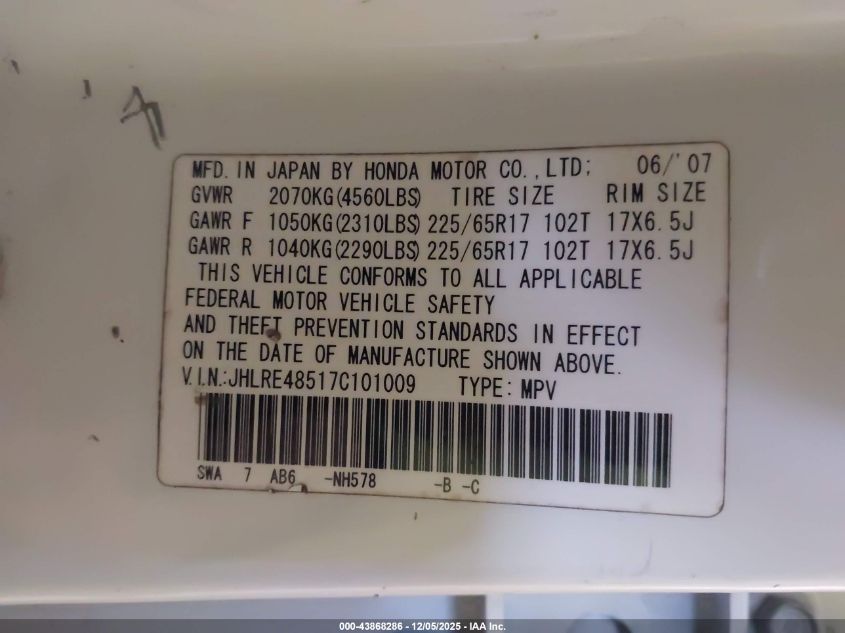 MFD. IN JAPAN BY HONDA MOTOR CO., LTD; 06/'07
GVWR 2070KG(4560LBS) TIRE SIZE RIM SIZE
GAWR F 1050KG(2310LBS) 225/65R17 102T 17X6.5J
GAWR R 1040KG(2290LBS) 225/65R17 102T 17X6.5J
THIS VEHICLE CONFORMS TO ALL APPLICABLE
FEDERAL MOTOR VEHICLE SAFETY
AND THEFT PREVENTION STANDARDS IN EFFECT
ON THE DATE OF MANUFACTURE SHOWN ABOVE.
V.I.N.:JHLRE48517C101009 TYPE: MPV
SWA 7 AB6 -NH578 -B -C
000-43868286 - 12/05/2025 - IAA Inc.